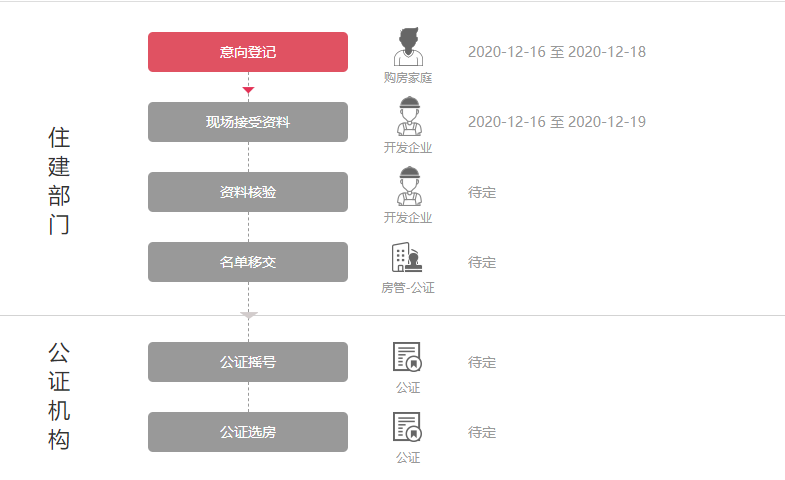 住建部门
意向登记
购房家庭
2020-12-16 至 2020-12-18
现场接受资料
开发企业
2020-12-16 至 2020-12-19
资料核验
开发企业
待定
名单移交
房管-公证
待定
公证机构
公证摇号
公证
待定
公证选房
公证
待定